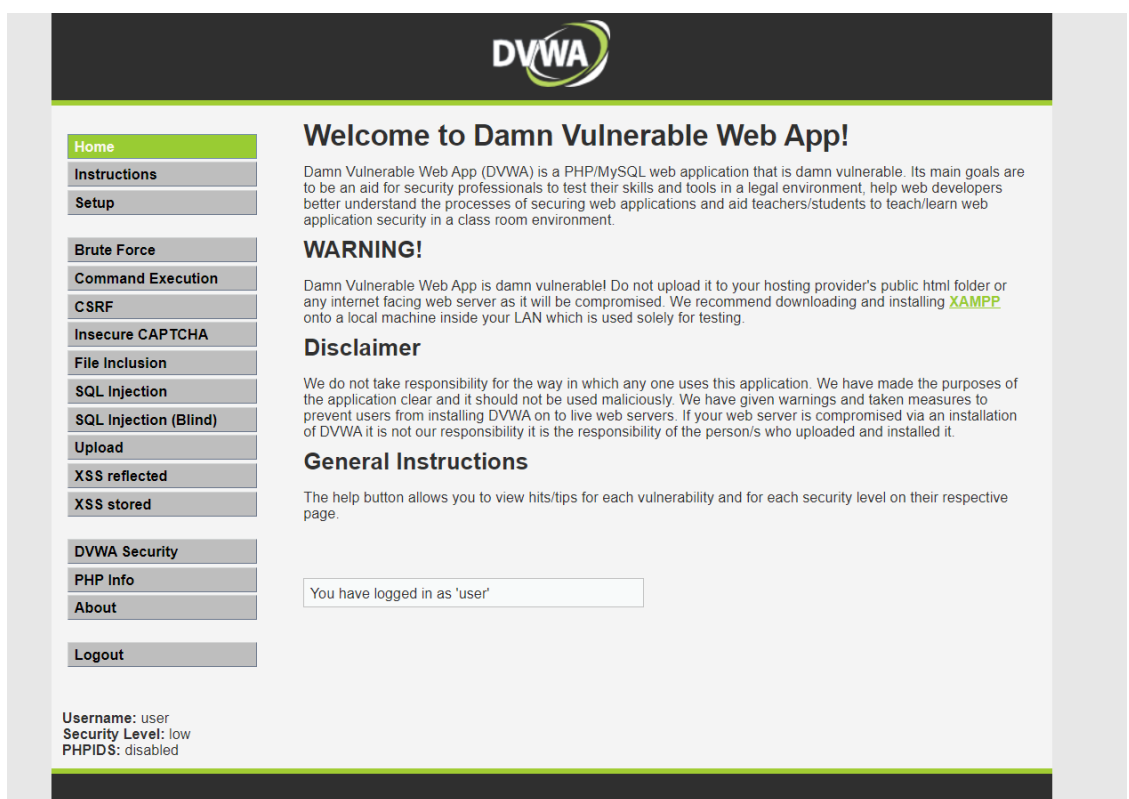 DVWA
Home
Instructions
Setup
Brute Force
Command Execution
CSRF
Insecure CAPTCHA
File Inclusion
SQL Injection
SQL Injection (Blind)
Upload
XSS reflected
XSS stored
DVWA Security
PHP Info
About
Logout
Username: user
Security Level: low
PHPIDS: disabled
Welcome to Damn Vulnerable Web App!
Damn Vulnerable Web App (DVWA) is a PHP/MySQL web application that is damn vulnerable. Its main goals are
to be an aid for security professionals to test their skills and tools in a legal environment, help web developers
better understand the processes of securing web applications and aid teachers/students to teach/learn web
application security in a class room environment.
WARNING!
Damn Vulnerable Web App is damn vulnerable! Do not upload it to your hosting provider's public html folder or
any internet facing web server as it will be compromised. We recommend downloading and installing XAMPP
onto a local machine inside your LAN which is used solely for testing.
Disclaimer
We do not take responsibility for the way in which any one uses this application. We have made the purposes of
the application clear and it should not be used maliciously. We have given warnings and taken measures to
prevent users from installing DVWA on to live web servers. If your web server is compromised via an installation
of DVWA it is not our responsibility it is the responsibility of the person/s who uploaded and installed it.
General Instructions
The help button allows you to view hits/tips for each vulnerability and for each security level on their respective
page.
You have logged in as 'user'